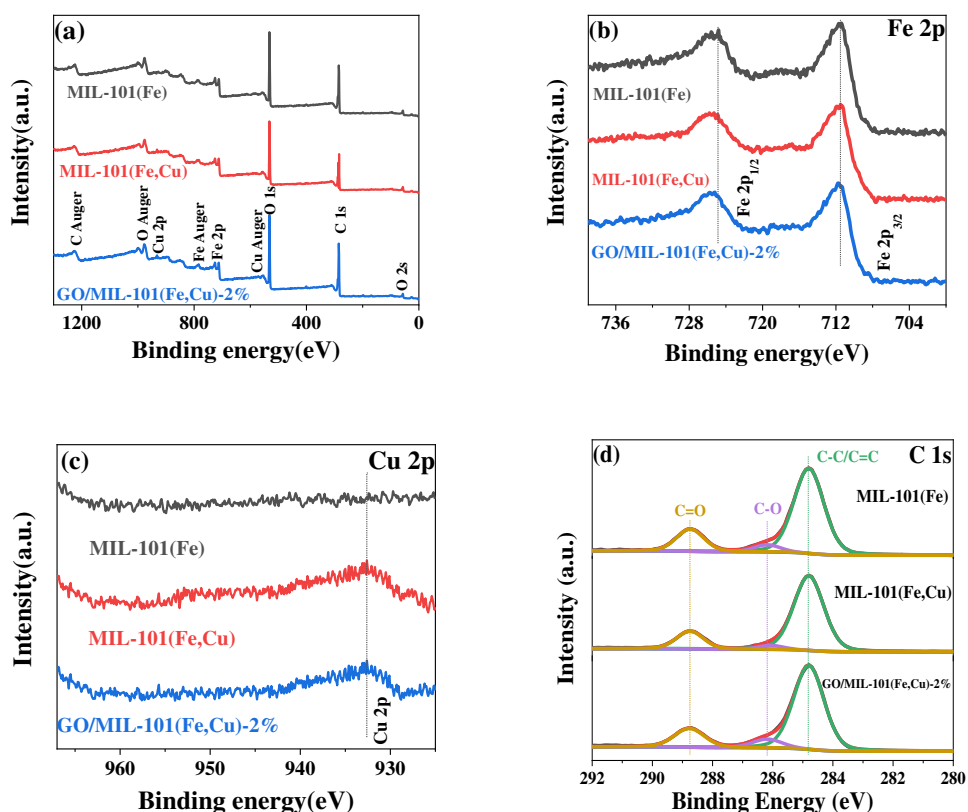 (a)
Intensity(a.u.)
MIL-101(Fe)
MIL-101(Fe,Cu)
C Auger
O Auger
Cu 2p
Fe Auger
Fe 2p
Cu Auger
O 1s
C 1s
O 2s
GO/MIL-101(Fe,Cu)-2%
1200 800 400 0
Binding energy(eV)
(b)
Fe 2p
Intensity(a.u.)
MIL-101(Fe)
MIL-101(Fe,Cu)
Fe 2p1/2
GO/MIL-101(Fe,Cu)-2%
Fe 2p3/2
736 728 720 712 704
Binding energy(eV)
(c)
Cu 2p
Intensity(a.u.)
MIL-101(Fe)
MIL-101(Fe,Cu)
GO/MIL-101(Fe,Cu)-2%
Cu 2p
960 950 940 930
Binding energy(eV)
(d)
C-C/C=C
C 1s
C=O
C-O
MIL-101(Fe)
Intensity (a.u.)
MIL-101(Fe,Cu)
GO/MIL-101(Fe,Cu)-2%
292 290 288 286 284 282 280
Binding Energy (eV)